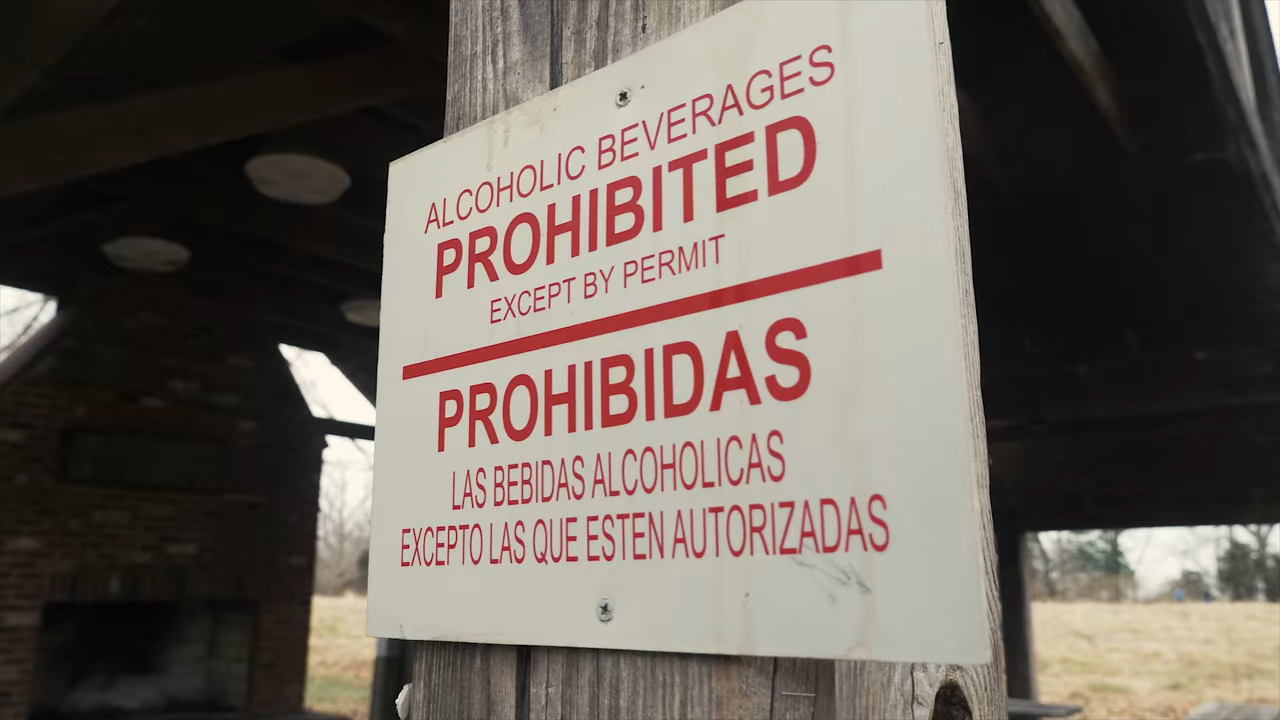 ALCOHOLIC BEVERAGES
PROHIBITED
EXCEPT BY PERMIT
PROHIBIDAS
LAS BEBIDAS ALCOHOLICAS
EXCEPTO LAS QUE ESTEN AUTORIZADAS